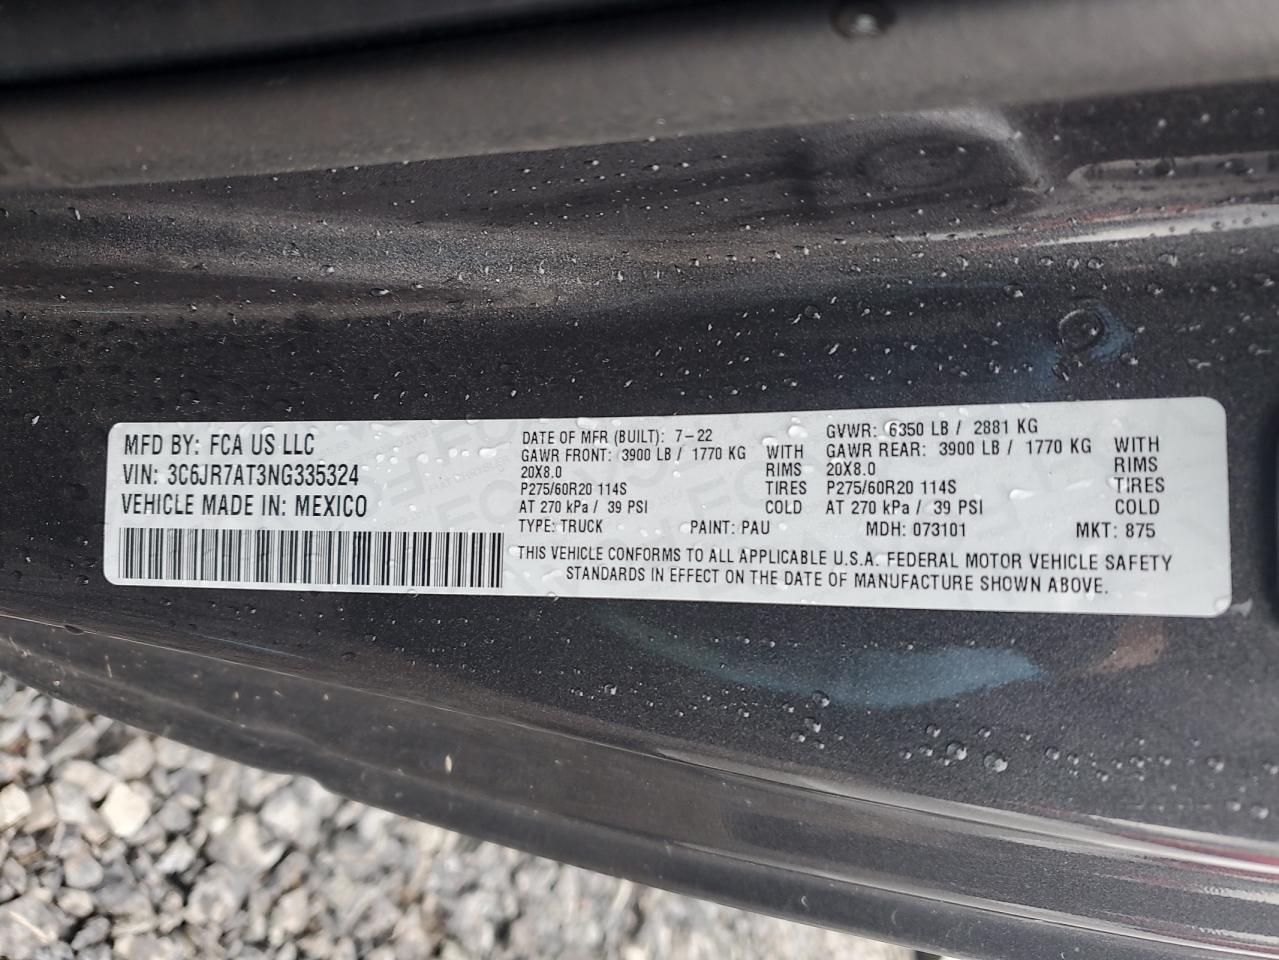 MFD BY: FCA US LLC
VIN: 3C6JR7AT3NG335324
VEHICLE MADE IN: MEXICO
DATE OF MFR (BUILT): 7-22
GAWR FRONT: 3900 LB / 1770 KG WITH
20X8.0 RIMS
P275/60R20 114S TIRES
AT 270 kPa / 39 PSI COLD
GVWR: 6350 LB / 2881 KG
GAWR REAR: 3900 LB / 1770 KG WITH
20X8.0 RIMS
P275/60R20 114S TIRES
AT 270 kPa / 39 PSI COLD
TYPE: TRUCK PAINT: PAU MDH: 073101 MKT: 875
THIS VEHICLE CONFORMS TO ALL APPLICABLE U.S.A. FEDERAL MOTOR VEHICLE SAFETY
STANDARDS IN EFFECT ON THE DATE OF MANUFACTURE SHOWN ABOVE.